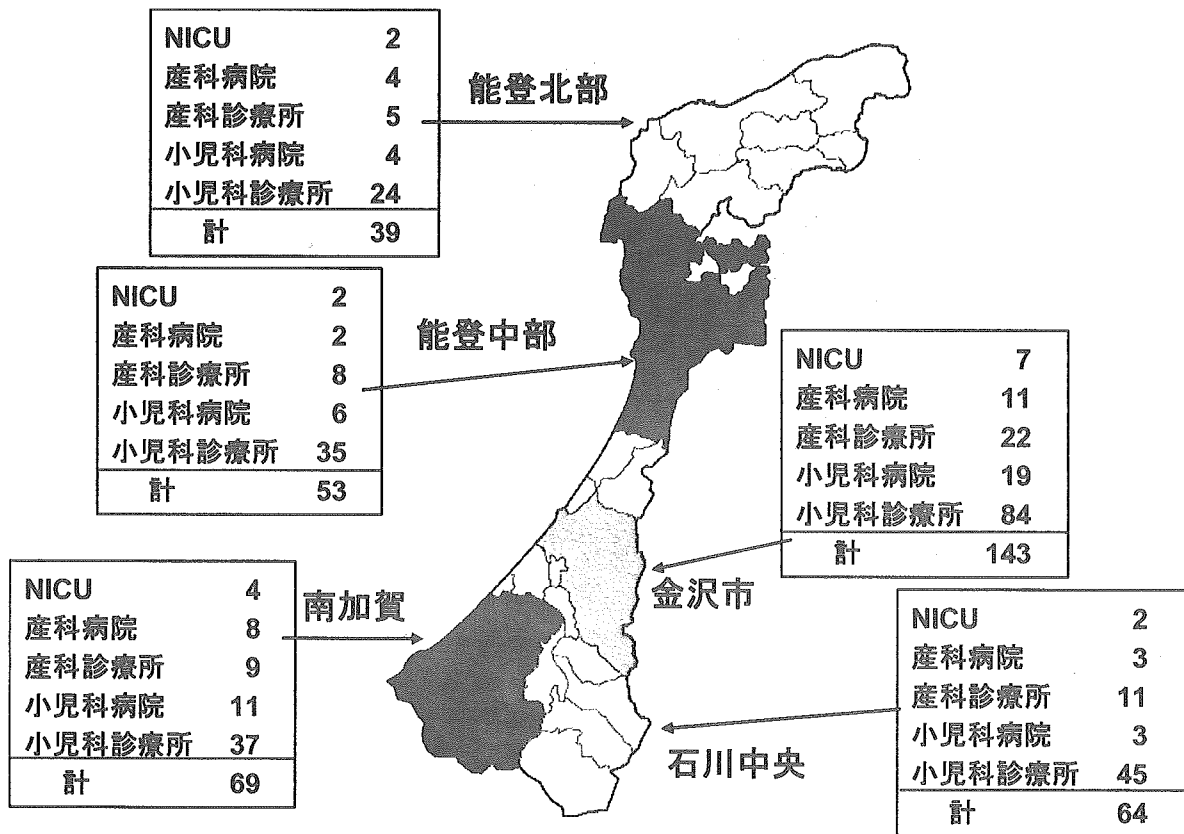 NICU 2
産科病院 4
産科診療所 5
小児科病院 4
小児科診療所 24
計 39
能登北部
NICU 2
産科病院 2
産科診療所 8
小児科病院 6
小児科診療所 35
計 53
能登中部
NICU 7
産科病院 11
産科診療所 22
小児科病院 19
小児科診療所 84
計 143
金沢市
NICU 4
産科病院 8
産科診療所 9
小児科病院 11
小児科診療所 37
計 69
南加賀
NICU 2
産科病院 3
産科診療所 11
小児科病院 3
小児科診療所 45
計 64
石川中央